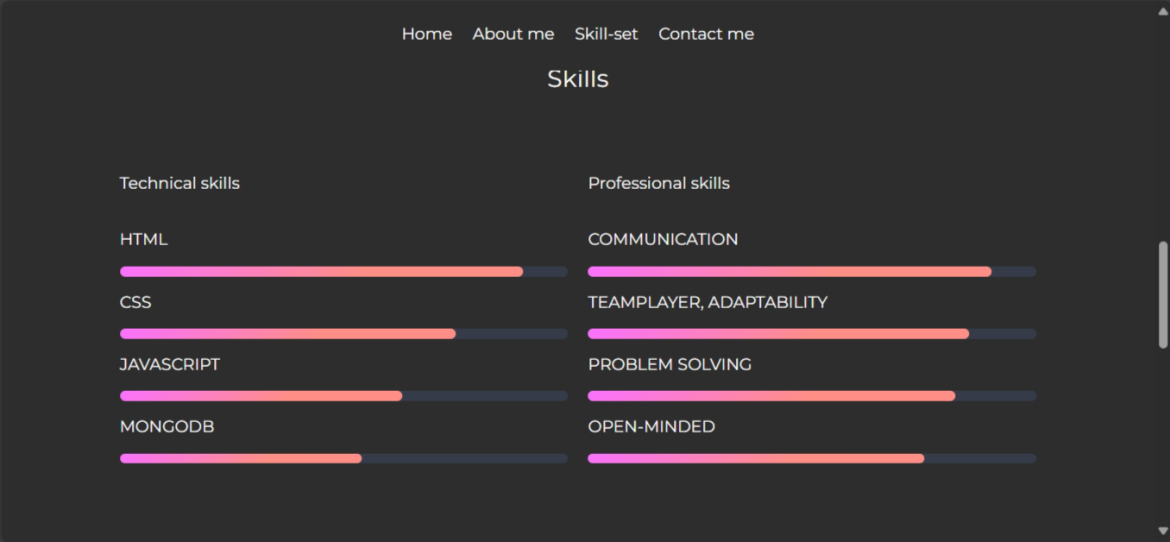 Home About me Skill-set Contact me
Skills
Technical skills
HTML
CSS
JAVASCRIPT
MONGODB
Professional skills
COMMUNICATION
TEAMPLAYER, ADAPTABILITY
PROBLEM SOLVING
OPEN-MINDED